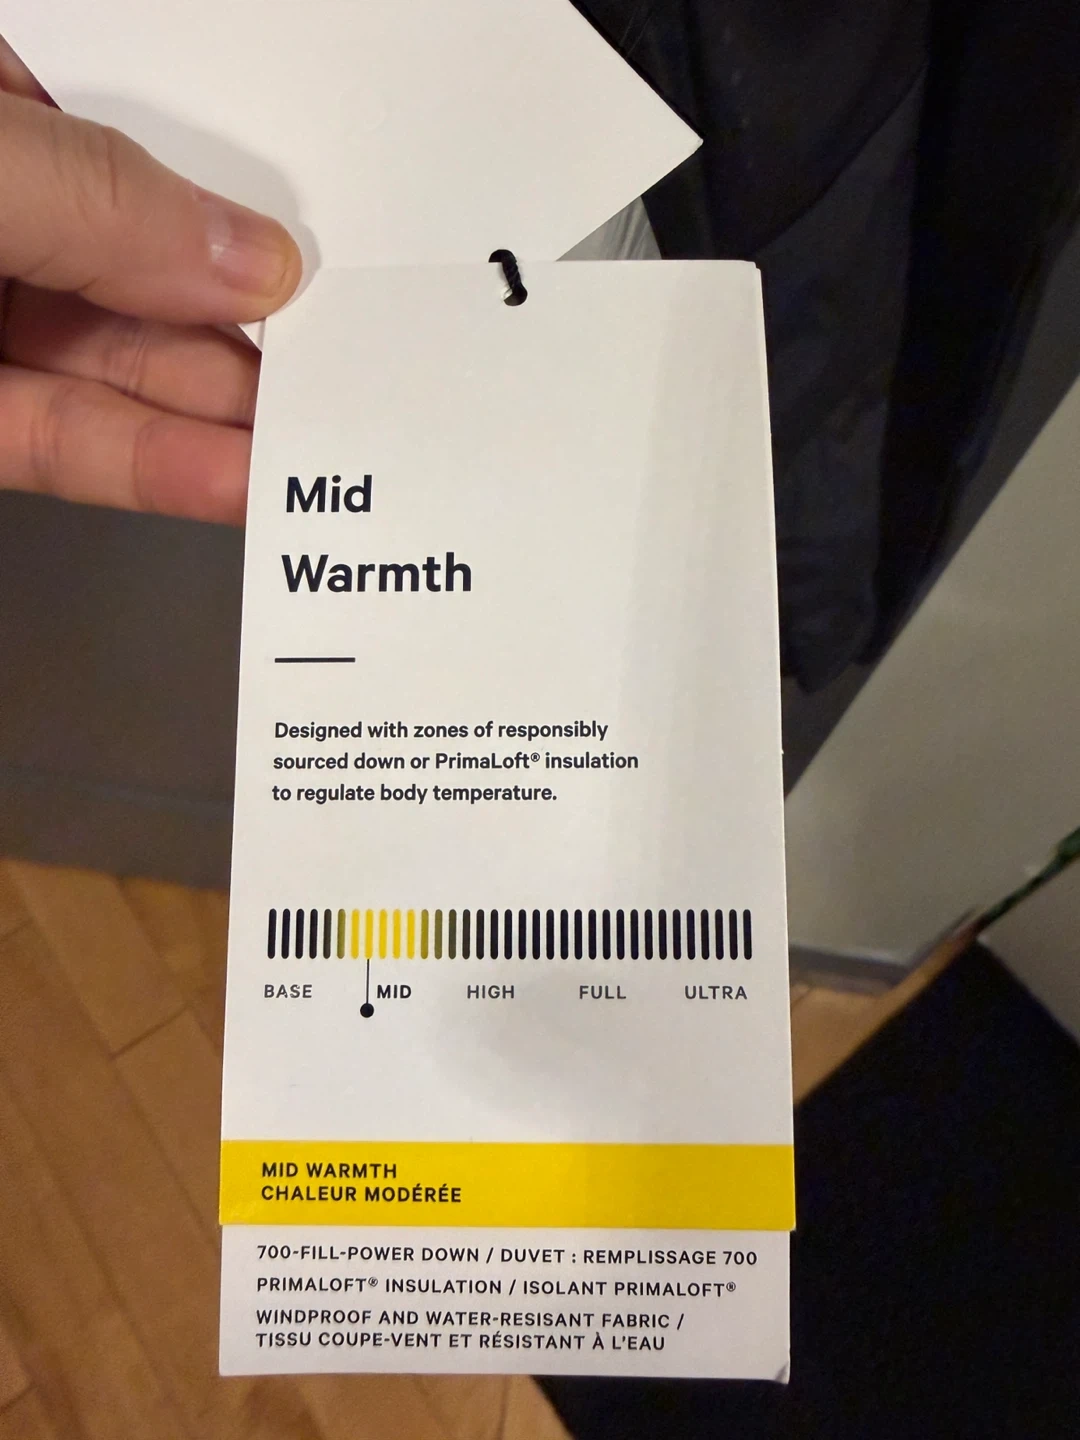 Mid
Warmth
Designed with zones of responsibly
sourced down or PrimaLoft® insulation
to regulate body temperature.
BASE MID HIGH FULL ULTRA
MID WARMTH
CHALEUR MODÉRÉE
700-FILL-POWER DOWN / DUVET : REMPLISSAGE 700
PRIMALOFT® INSULATION / ISOLANT PRIMALOFT®
WINDPROOF AND WATER-RESISANT FABRIC /
TISSU COUPE-VENT ET RÉSISTANT À L'EAU